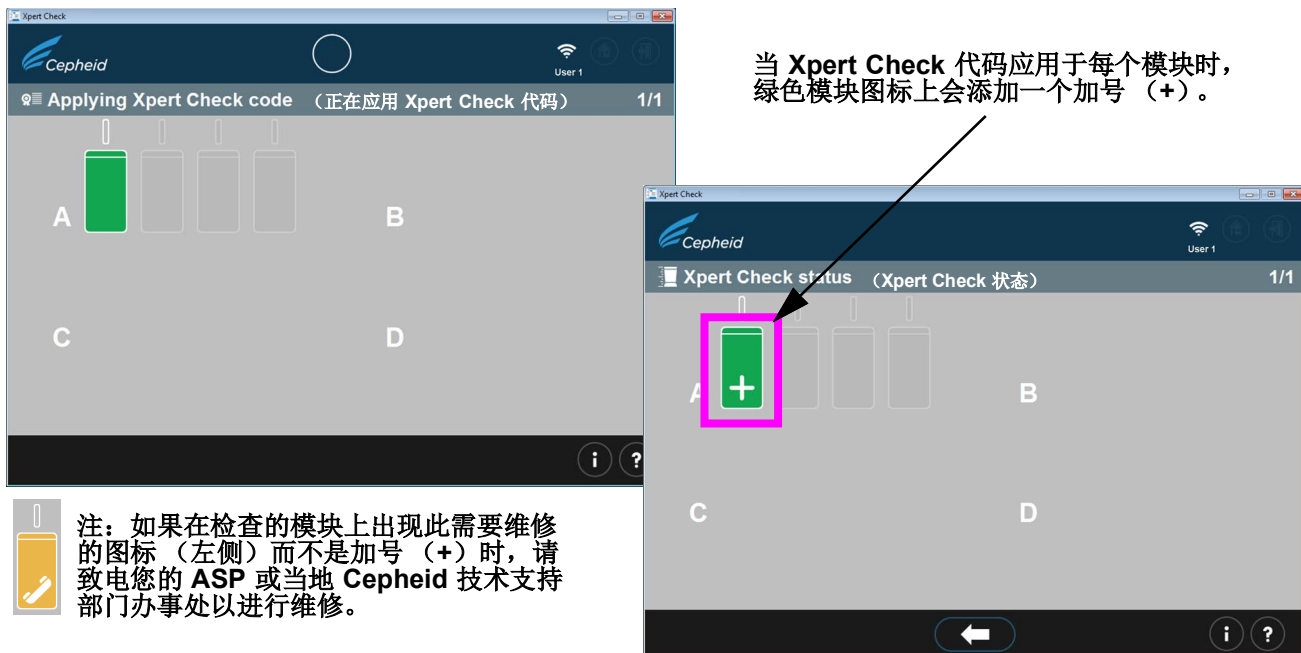 Xpert Check
Cepheid
User 1
Applying Xpert Check code （正在应用 Xpert Check 代码） 1/1
A
B
C
D
i ?
当 Xpert Check 代码应用于每个模块时，
绿色模块图标上会添加一个加号 （+）。
Xpert Check
Cepheid
User 1
Xpert Check status （Xpert Check 状态） 1/1
A
+
B
C
D
i ?
注：如果在检查的模块上出现此需要维修
的图标 （左侧）而不是加号 （+）时，请
致电您的 ASP 或当地 Cepheid 技术支持
部门办事处以进行维修。